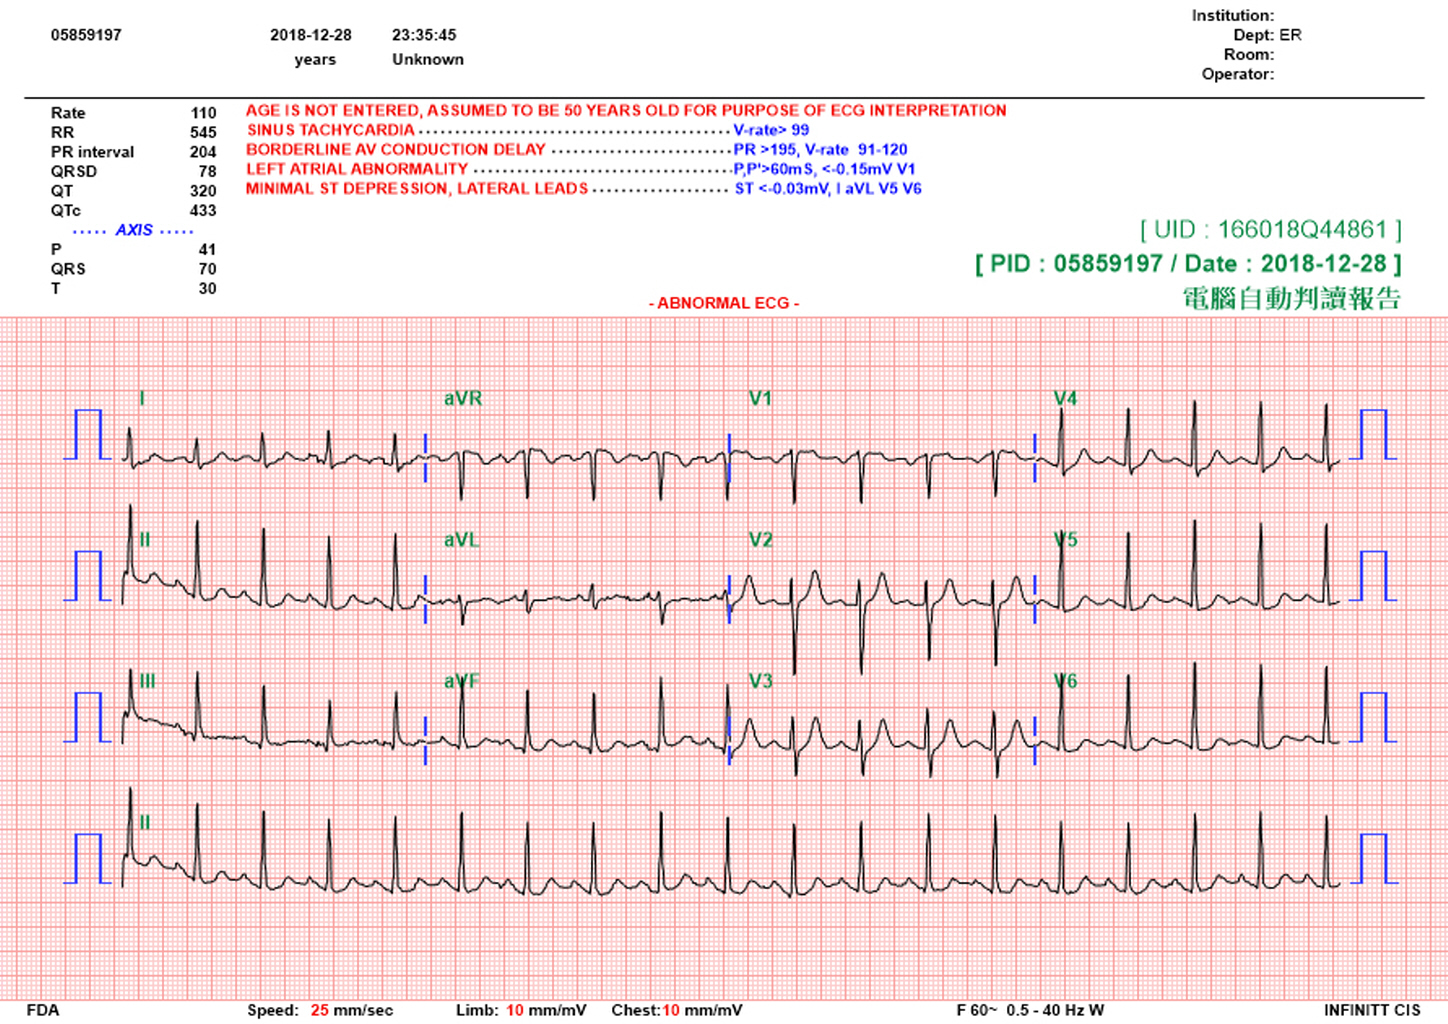 Institution:
05859197 2018-12-28 23:35:45 Dept: ER
years Unknown Room:
Operator:
Rate 110 AGE IS NOT ENTERED, ASSUMED TO BE 50 YEARS OLD FOR PURPOSE OF ECG INTERPRETATION
RR 545 SINUS TACHYCARDIA V-rate> 99
PR interval 204 BORDERLINE AV CONDUCTION DELAY PR >195, V-rate 91-120
QRSD 78 LEFT ATRIAL ABNORMALITY P,P'>60mS, <-0.15mV V1
QT 320 MINIMAL ST DEPRESSION, LATERAL LEADS ST <-0.03mV, I aVL V5 V6
QTc 433
AXIS
P 41
QRS 70
T 30
[ UID : 166018Q44861 ]
[ PID : 05859197 / Date : 2018-12-28 ]
電腦自動判讀報告
- ABNORMAL ECG -
I aVR V1 V4
II aVL V2 V5
III aVF V3 V6
II
FDA Speed: 25 mm/sec Limb: 10 mm/mV Chest:10 mm/mV F 60~ 0.5 - 40 Hz W INFINITT CIS